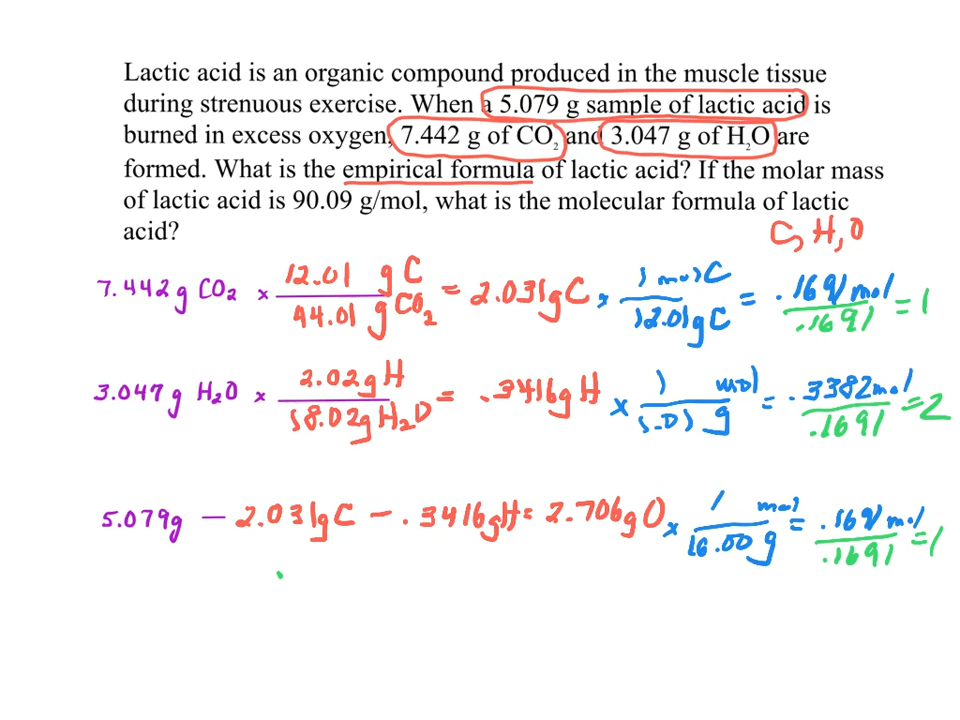 Lactic acid is an organic compound produced in the muscle tissue
during strenuous exercise. When a 5.079 g sample of lactic acid is
burned in excess oxygen, 7.442 g of CO₂ and 3.047 g of H₂O are
formed. What is the empirical formula of lactic acid? If the molar mass
of lactic acid is 90.09 g/mol, what is the molecular formula of lactic
acid?
C, H, O
7.442 g CO₂ × 12.01 g C / 44.01 g CO₂ = 2.031 g C × 1 mol C / 12.01 g C = .1691 mol / .1691 = 1
3.047 g H₂O × 2.02 g H / 18.02 g H₂O = .3416 g H × 1 mol / 1.01 g = .3382 mol / .1691 = 2
5.079 g – 2.031 g C – .3416 g H = 2.706 g O × 1 mol / 16.00 g = .1691 mol / .1691 = 1